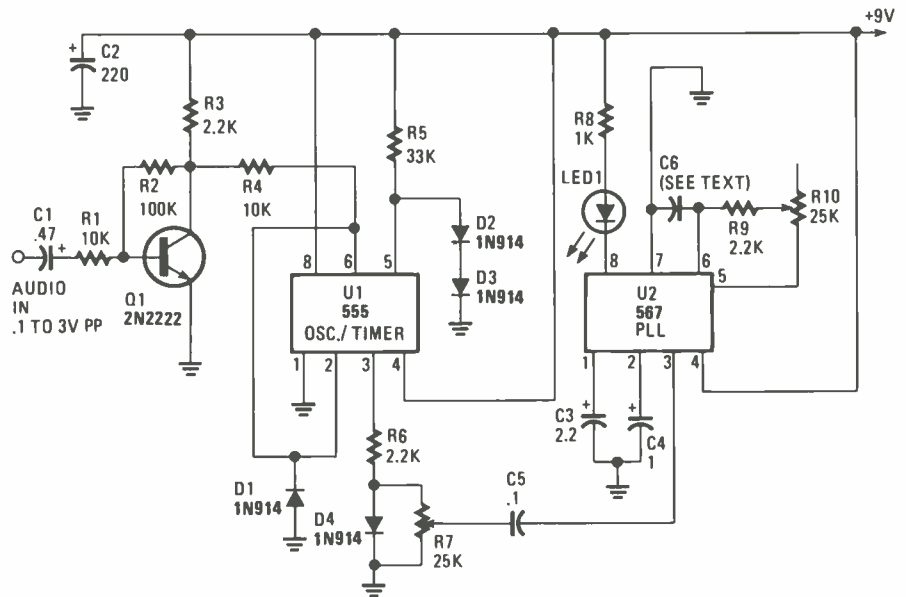 +9V
+
C2
220
R3
2.2K
R5
33K
R8
1K
C6
(SEE TEXT)
LED1
R10
25K
R9
2.2K
R2
100K
R4
10K
C1
.47
+
R1
10K
D2
1N914
D3
1N914
AUDIO
IN
.1 TO 3V PP
Q1
2N2222
8
6
5
U1
555
OSC./ TIMER
1
2
3
4
8
7
6
5
U2
567
PLL
1
2
3
4
+
C3
2.2
+
C4
1
R6
2.2K
C5
.1
D1
1N914
D4
1N914
R7
25K